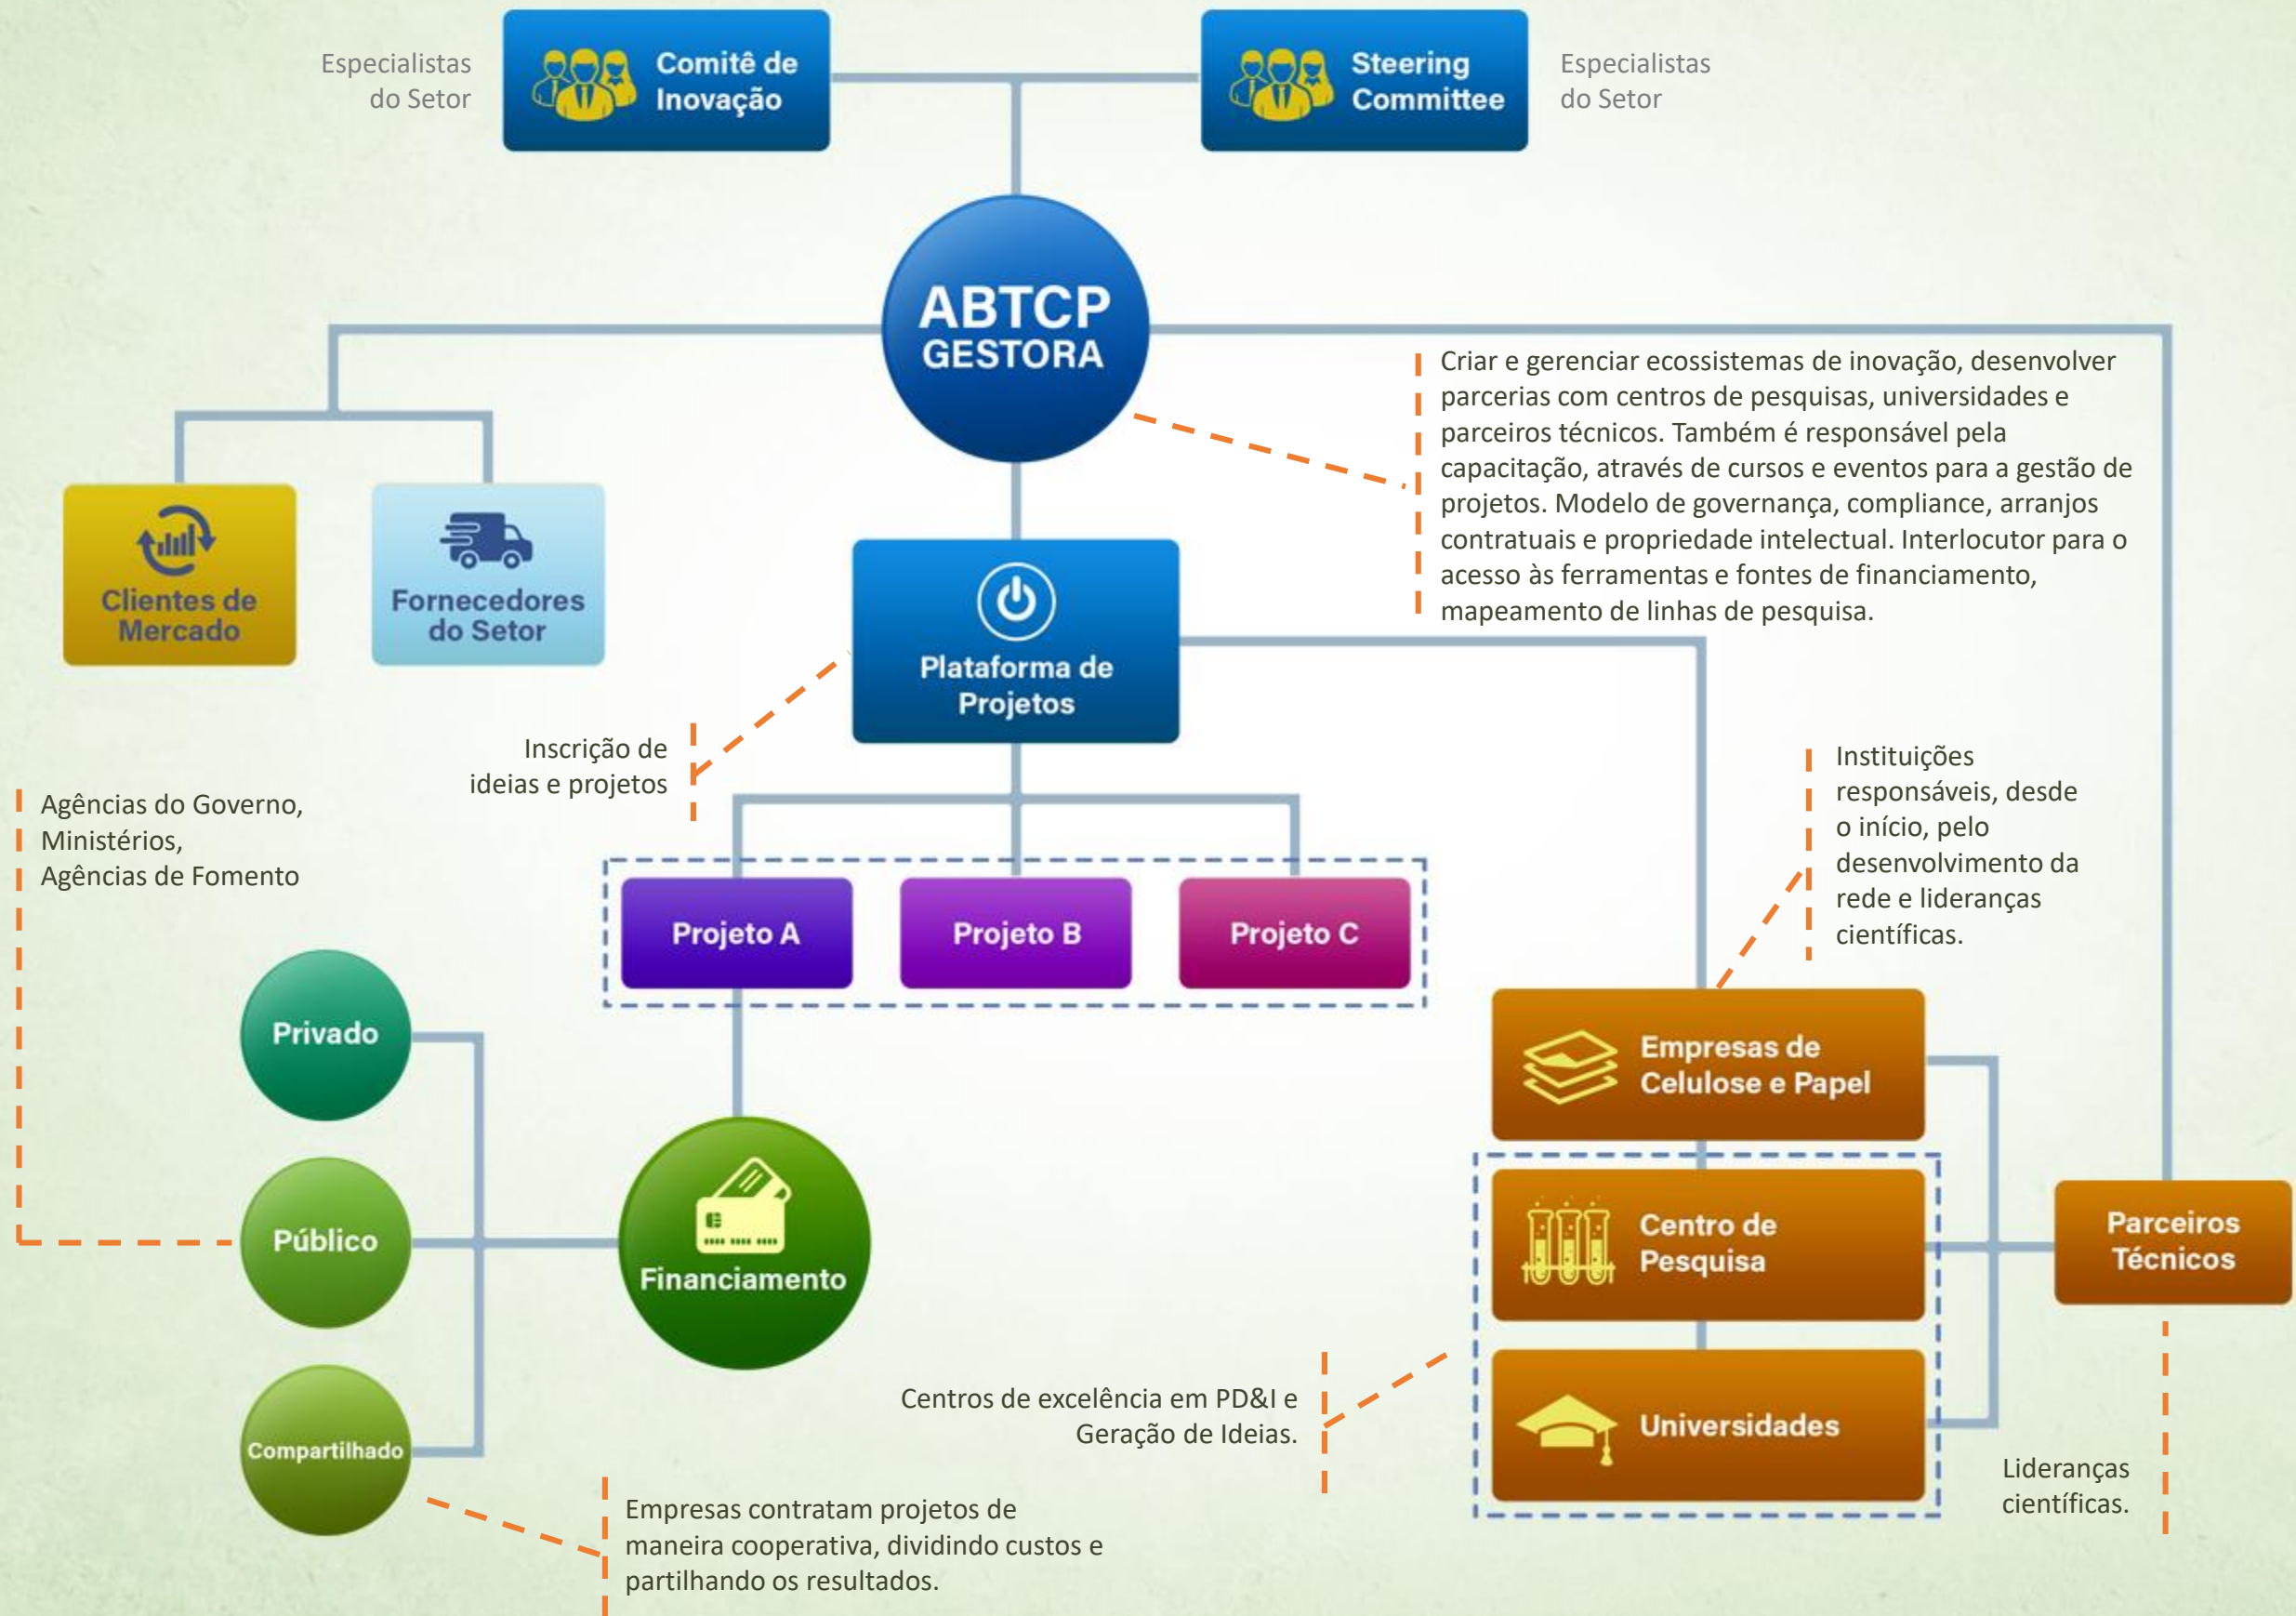 Especialistas
do Setor
Comitê de
Inovação
Steering
Committee
Especialistas
do Setor
ABTCP
GESTORA
Criar e gerenciar ecossistemas de inovação, desenvolver
parcerias com centros de pesquisas, universidades e
parceiros técnicos. Também é responsável pela
capacitação, através de cursos e eventos para a gestão de
projetos. Modelo de governança, compliance, arranjos
contratuais e propriedade intelectual. Interlocutor para o
acesso às ferramentas e fontes de financiamento,
mapeamento de linhas de pesquisa.
Clientes de
Mercado
Fornecedores
do Setor
Plataforma de
Projetos
Inscrição de
ideias e projetos
Instituições
responsáveis, desde
o início, pelo
desenvolvimento da
rede e lideranças
científicas.
Agências do Governo,
Ministérios,
Agências de Fomento
Projeto A
Projeto B
Projeto C
Privado
Público
Compartilhado
Financiamento
Empresas de
Celulose e Papel
Centro de
Pesquisa
Universidades
Parceiros
Técnicos
Centros de excelência em PD&I e
Geração de Ideias.
Lideranças
científicas.
Empresas contratam projetos de
maneira cooperativa, dividindo custos e
partilhando os resultados.